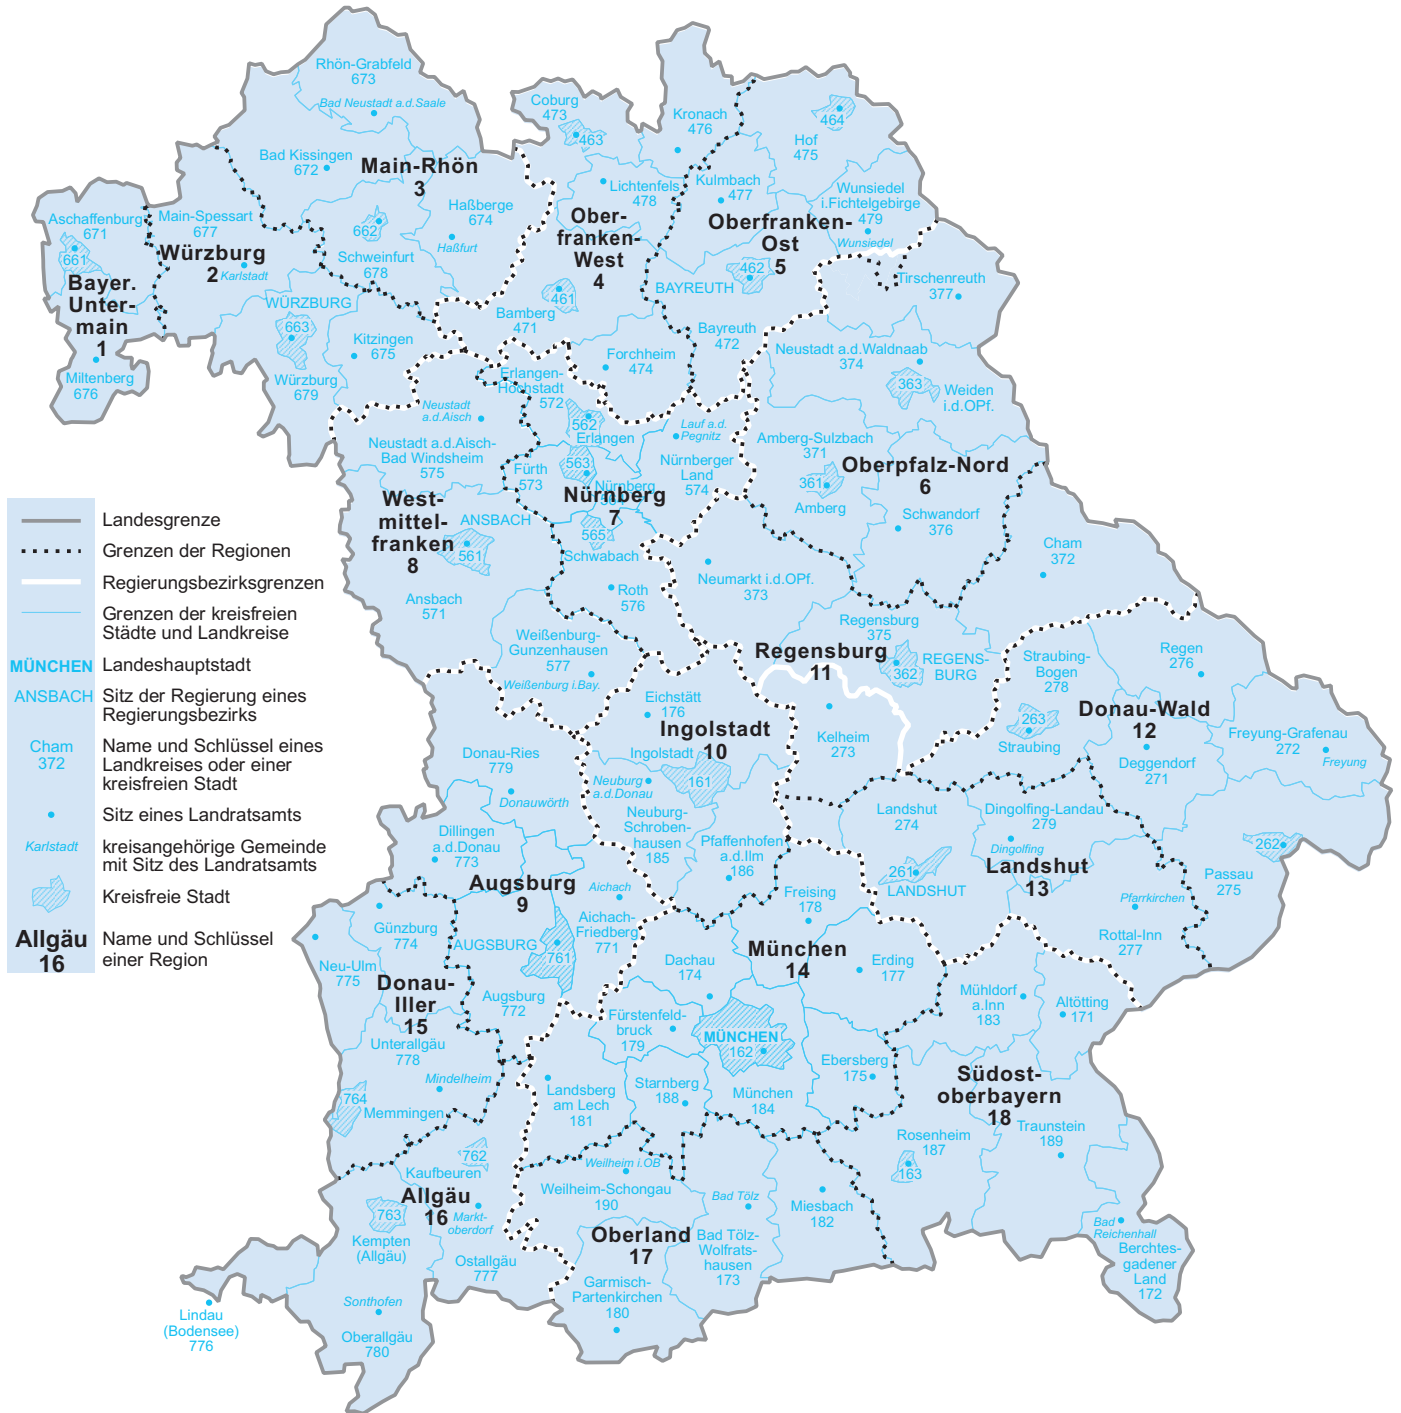 Rhön-Grabfeld
673
Bad Neustadt a.d.Saale
Bad Kissingen
672
Main-Rhön
3
Haßberge
674
Haßfurt
662
Schweinfurt
678
Aschaffenburg
671
661
Bayer.
Unter-
main
1
Miltenberg
676
Main-Spessart
677
Würzburg
2
Karlstadt
WÜRZBURG
663
Würzburg
679
Kitzingen
675
Coburg
473
463
Kronach
476
Lichtenfels
478
Ober-
franken-
West
4
461
Bamberg
471
Forchheim
474
464
Hof
475
Kulmbach
477
Wunsiedel
i.Fichtelgebirge
479
Wunsiedel
Oberfranken-
Ost
5
462
BAYREUTH
Bayreuth
472
Tirschenreuth
377
Neustadt a.d.Waldnaab
374
363
Weiden
i.d.OPf.
Amberg-Sulzbach
371
361
Amberg
Oberpfalz-Nord
6
Schwandorf
376
Erlangen-
Höchstadt
572
562
Erlangen
Lauf a.d.
Pegnitz
Nürnberger
Land
574
Fürth
573
563
Nürnberg
564
Nürnberg
7
565
Schwabach
Roth
576
Neustadt
a.d.Aisch
Neustadt a.d.Aisch-
Bad Windsheim
575
West-
mittel-
franken
8
ANSBACH
561
Ansbach
571
Weißenburg-
Gunzenhausen
577
Weißenburg i.Bay.
Neumarkt i.d.OPf.
373
Cham
372
Regensburg
375
Regensburg
11
362
REGENS-
BURG
Kelheim
273
Landesgrenze
Grenzen der Regionen
Regierungsbezirksgrenzen
Grenzen der kreisfreien
Städte und Landkreise
MÜNCHEN
Landeshauptstadt
ANSBACH
Sitz der Regierung eines
Regierungsbezirks
Cham
372
Name und Schlüssel eines
Landkreises oder einer
kreisfreien Stadt
Sitz eines Landratsamts
Karlstadt
kreisangehörige Gemeinde
mit Sitz des Landratsamts
Kreisfreie Stadt
Allgäu
16
Name und Schlüssel
einer Region
Straubing-
Bogen
278
263
Straubing
Regen
276
Donau-Wald
12
Deggendorf
271
Freyung-Grafenau
272
Freyung
262
Passau
275
Eichstätt
176
Ingolstadt
10
Ingolstadt
161
Neuburg
a.d.Donau
Neuburg-
Schroben-
hausen
185
Pfaffenhofen
a.d.Ilm
186
Landshut
274
Dingolfing-Landau
279
Dingolfing
Landshut
13
261
LANDSHUT
Pfarrkirchen
Rottal-Inn
277
Donau-Ries
779
Donauwörth
Dillingen
a.d.Donau
773
Augsburg
9
Aichach
Aichach-
Friedberg
771
AUGSBURG
761
Augsburg
772
Günzburg
774
Neu-Ulm
775
Donau-
Iller
15
Unterallgäu
778
Mindelheim
764
Memmingen
Freising
178
München
14
Erding
177
Dachau
174
Fürstenfeld-
bruck
179
MÜNCHEN
162
Ebersberg
175
Landsberg
am Lech
181
Starnberg
188
München
184
Mühldorf
a.Inn
183
Altötting
171
Südost-
oberbayern
18
Rosenheim
187
163
Traunstein
189
Bad
Reichenhall
Berchtes-
gadener
Land
172
762
Kaufbeuren
Allgäu
16
763
Kempten
(Allgäu)
Markt-
oberdorf
Ostallgäu
777
Sonthofen
Oberallgäu
780
Lindau
(Bodensee)
776
Weilheim i.OB
Weilheim-Schongau
190
Oberland
17
Bad Tölz
Bad Tölz-
Wolfrats-
hausen
173
Miesbach
182
Garmisch-
Partenkirchen
180